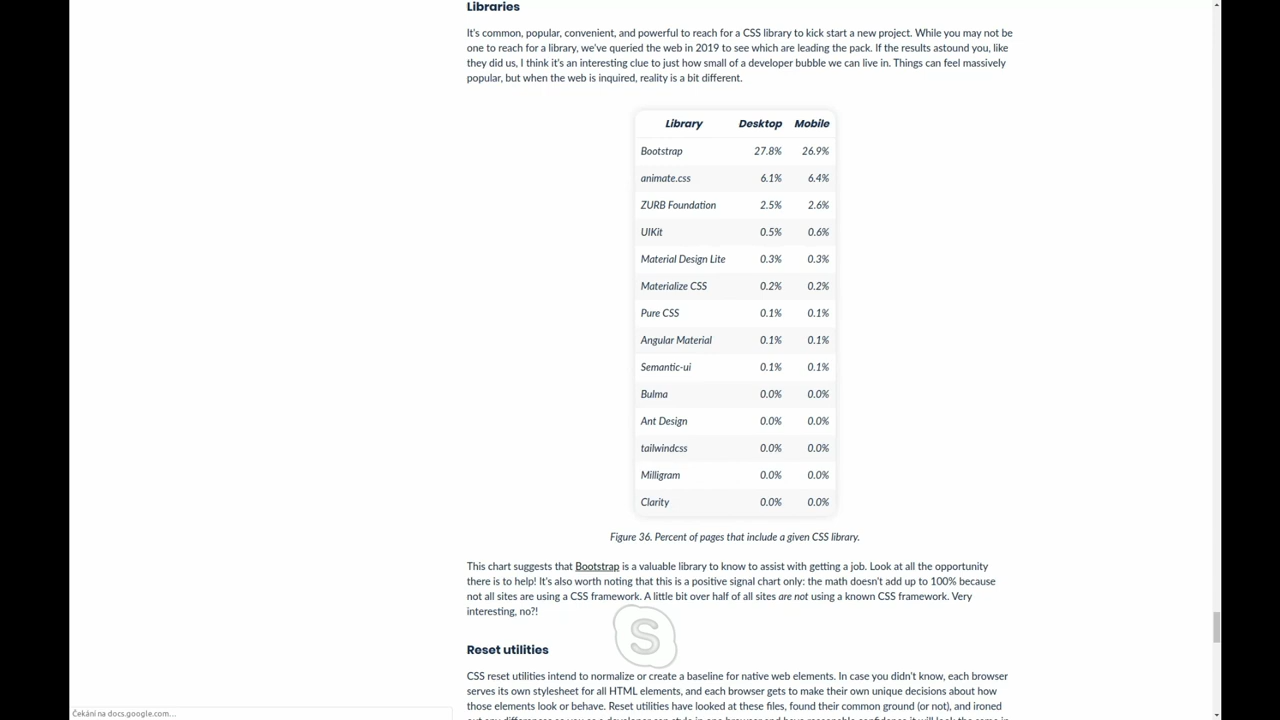 Libraries
It's common, popular, convenient, and powerful to reach for a CSS library to kick start a new project. While you may not be
one to reach for a library, we've queried the web in 2019 to see which are leading the pack. If the results astound you, like
they did us, I think it's an interesting clue to just how small of a developer bubble we can live in. Things can feel massively
popular, but when the web is inquired, reality is a bit different.
Library Desktop Mobile
Bootstrap 27.8% 26.9%
animate.css 6.1% 6.4%
ZURB Foundation 2.5% 2.6%
UIKit 0.5% 0.6%
Material Design Lite 0.3% 0.3%
Materialize CSS 0.2% 0.2%
Pure CSS 0.1% 0.1%
Angular Material 0.1% 0.1%
Semantic-ui 0.1% 0.1%
Bulma 0.0% 0.0%
Ant Design 0.0% 0.0%
tailwindcss 0.0% 0.0%
Milligram 0.0% 0.0%
Clarity 0.0% 0.0%
Figure 36. Percent of pages that include a given CSS library.
This chart suggests that Bootstrap is a valuable library to know to assist with getting a job. Look at all the opportunity
there is to help! It's also worth noting that this is a positive signal chart only: the math doesn't add up to 100% because
not all sites are using a CSS framework. A little bit over half of all sites are not using a known CSS framework. Very
interesting, no?!
S
Reset utilities
CSS reset utilities intend to normalize or create a baseline for native web elements. In case you didn't know, each browser
serves its own stylesheet for all HTML elements, and each browser gets to make their own unique decisions about how
those elements look or behave. Reset utilities have looked at these files, found their common ground (or not), and ironed
Čekání na docs.google.com...